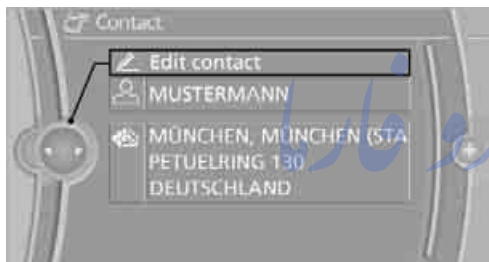 Contact
Edit contact
MUSTERMANN
MÜNCHEN, MÜNCHEN (STA
PETUELRING 130
DEUTSCHLAND